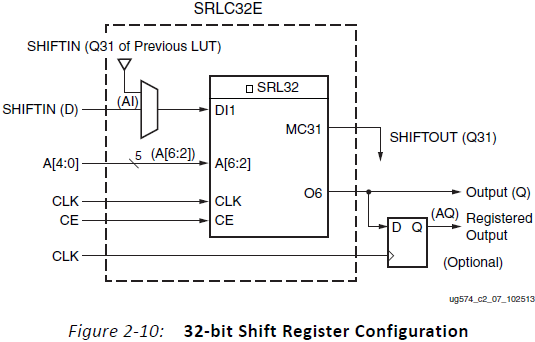 SRLC32E
SHIFTIN (Q31 of Previous LUT)
SRL32
SHIFTIN (D)
(AI)
DI1
MC31
SHIFTOUT (Q31)
A[4:0]
5
(A[6:2])
A[6:2]
CLK
CLK
O6
Output (Q)
CE
CE
(AQ)
Registered
Output
D Q
CLK
(Optional)
ug574_c2_07_102513
Figure 2-10: 32-bit Shift Register Configuration